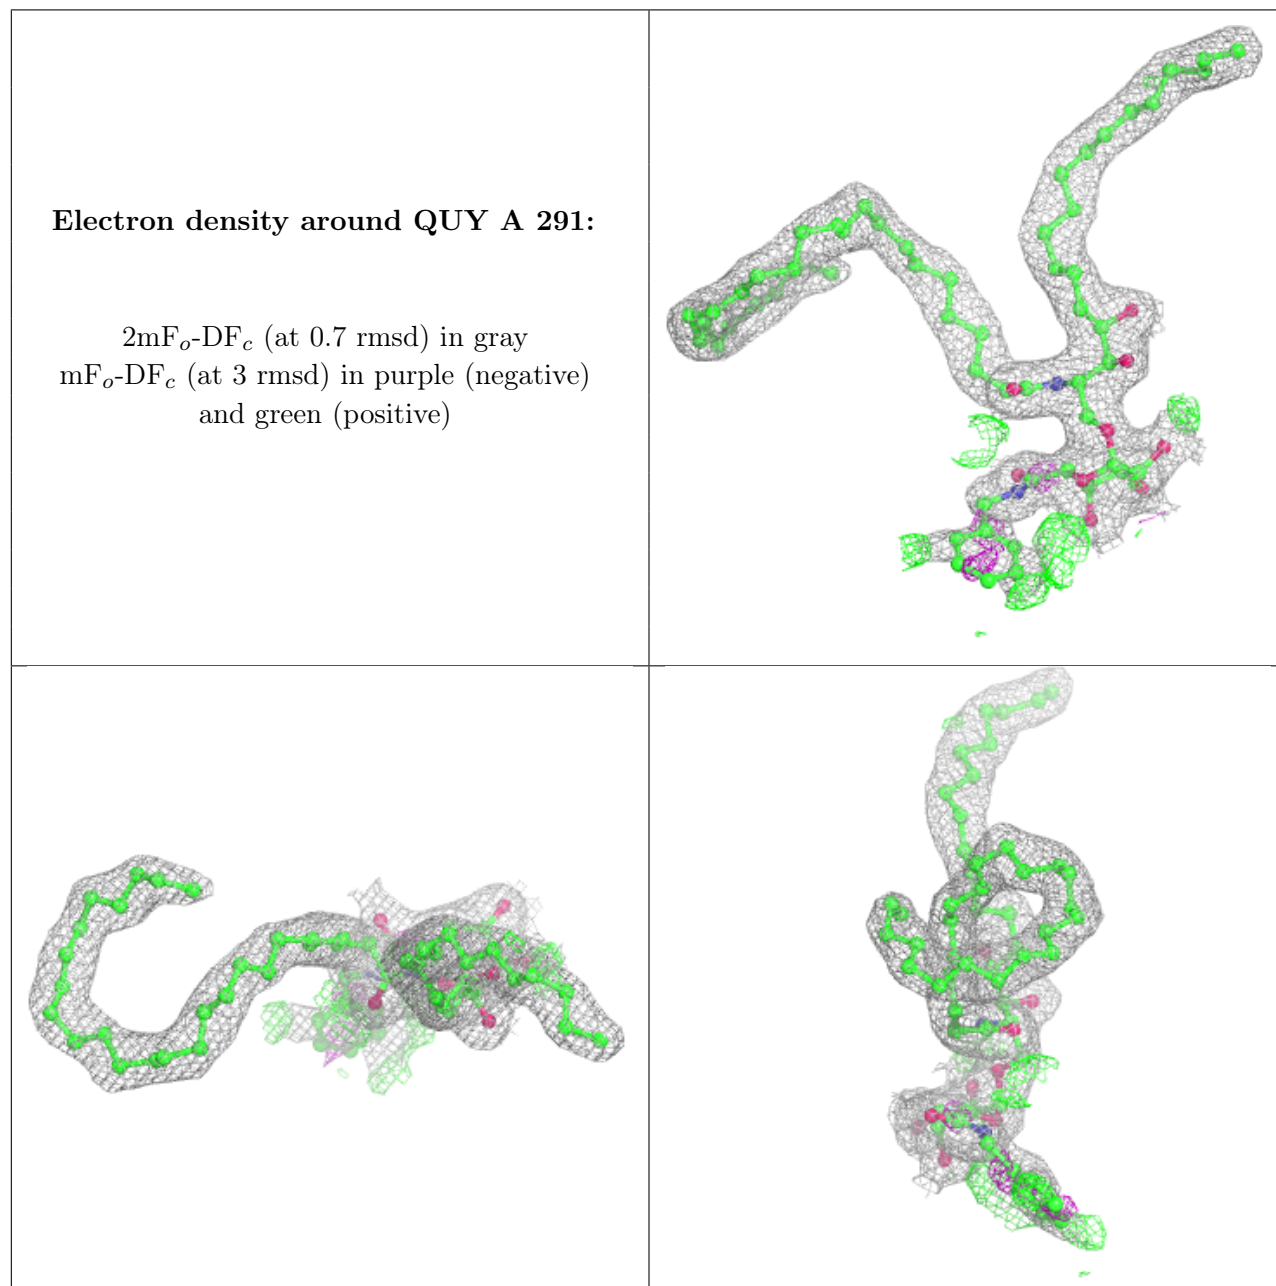 Electron density around QUY A 291:
2mFo-DFc (at 0.7 rmsd) in gray
mFo-DFc (at 3 rmsd) in purple (negative)
and green (positive)